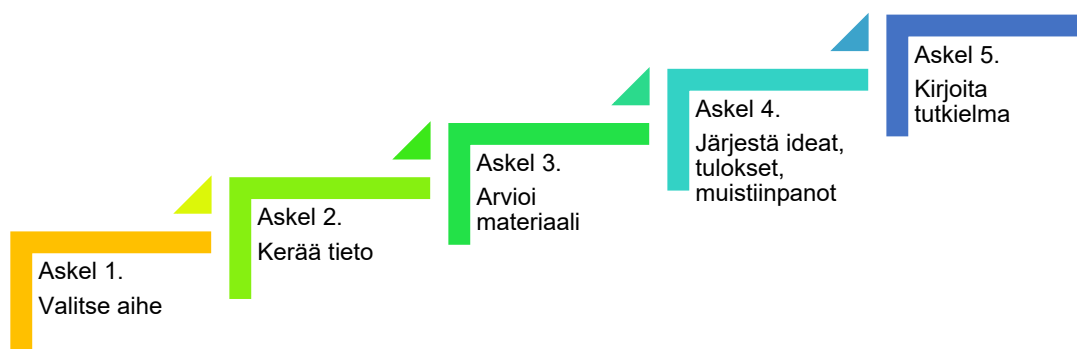 Askel 1.
Valitse aihe
Askel 2.
Kerää tieto
Askel 3.
Arvioi
materiaali
Askel 4.
Järjestä ideat,
tulokset,
muistiinpanot
Askel 5.
Kirjoita
tutkielma